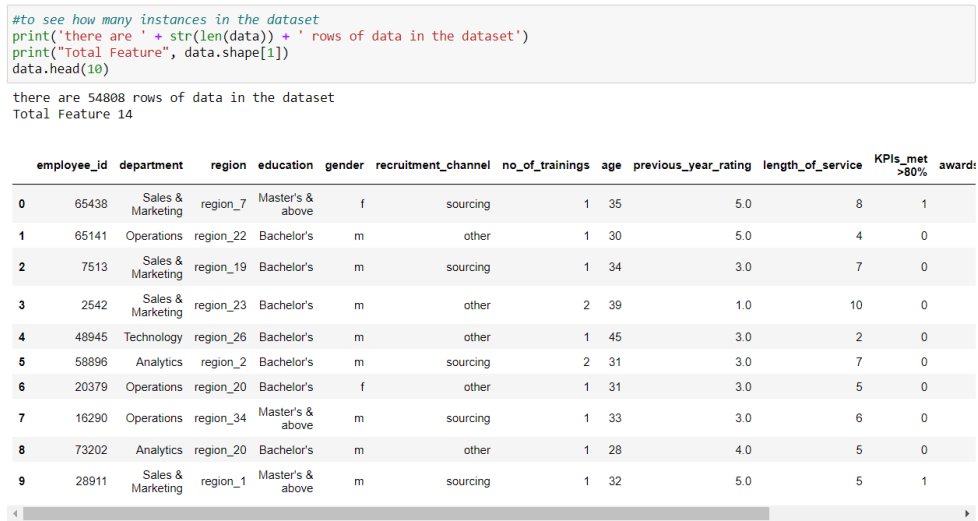 #to see how many instances in the dataset
print('there are ' + str(len(data)) + ' rows of data in the dataset')
print("Total Feature", data.shape[1])
data.head(10)
there are 54808 rows of data in the dataset
Total Feature 14
employee_id department region education gender recruitment_channel no_of_trainings age previous_year_rating length_of_service KPIs_met >80% awards
0 65438 Sales & Marketing region_7 Master's & above f sourcing 1 35 5.0 8 1
1 65141 Operations region_22 Bachelor's m other 1 30 5.0 4 0
2 7513 Sales & Marketing region_19 Bachelor's m sourcing 1 34 3.0 7 0
3 2542 Sales & Marketing region_23 Bachelor's m other 2 39 1.0 10 0
4 48945 Technology region_26 Bachelor's m other 1 45 3.0 2 0
5 58896 Analytics region_2 Bachelor's m sourcing 2 31 3.0 7 0
6 20379 Operations region_20 Bachelor's f other 1 31 3.0 5 0
7 16290 Operations region_34 Master's & above m sourcing 1 33 3.0 6 0
8 73202 Analytics region_20 Bachelor's m other 1 28 4.0 5 0
9 28911 Sales & Marketing region_1 Master's & above m sourcing 1 32 5.0 5 1